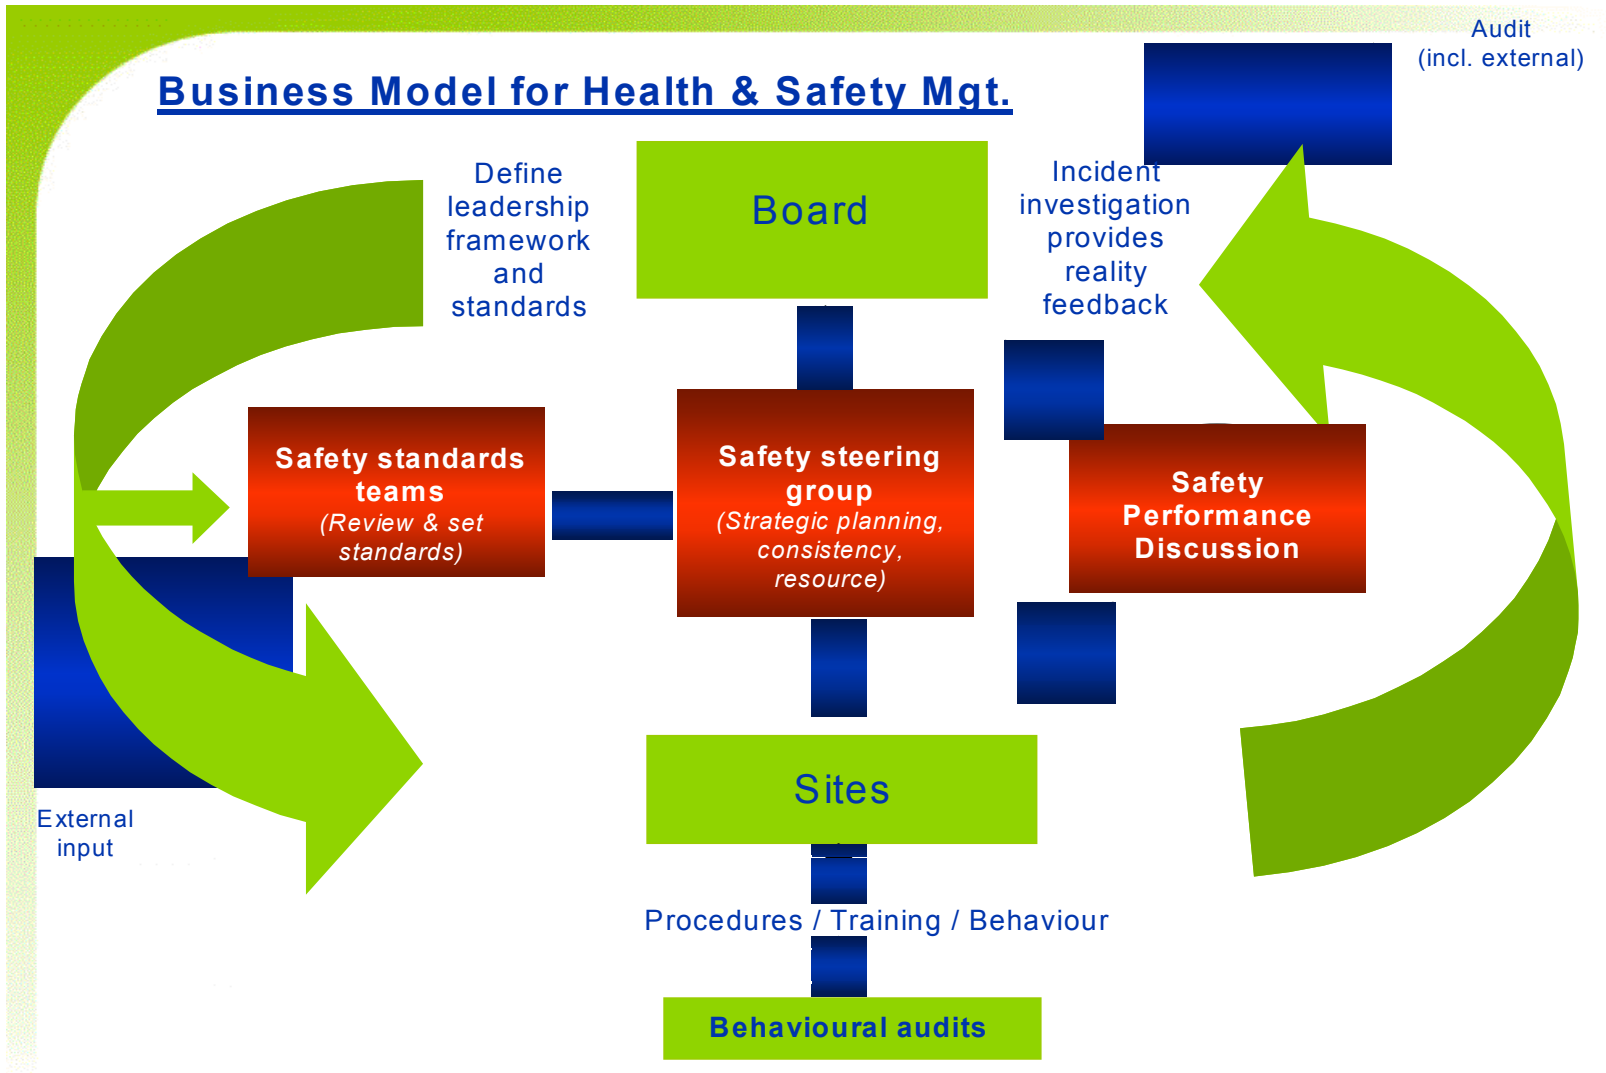 Audit
(incl. external)
Business Model for Health & Safety Mgt.
Define
leadership
framework
and
standards
Board
Incident
investigation
provides
reality
feedback
Safety standards
teams
(Review & set
standards)
Safety steering
group
(Strategic planning,
consistency,
resource)
Safety
Performance
Discussion
External
input
Sites
Procedures / Training / Behaviour
Behavioural audits